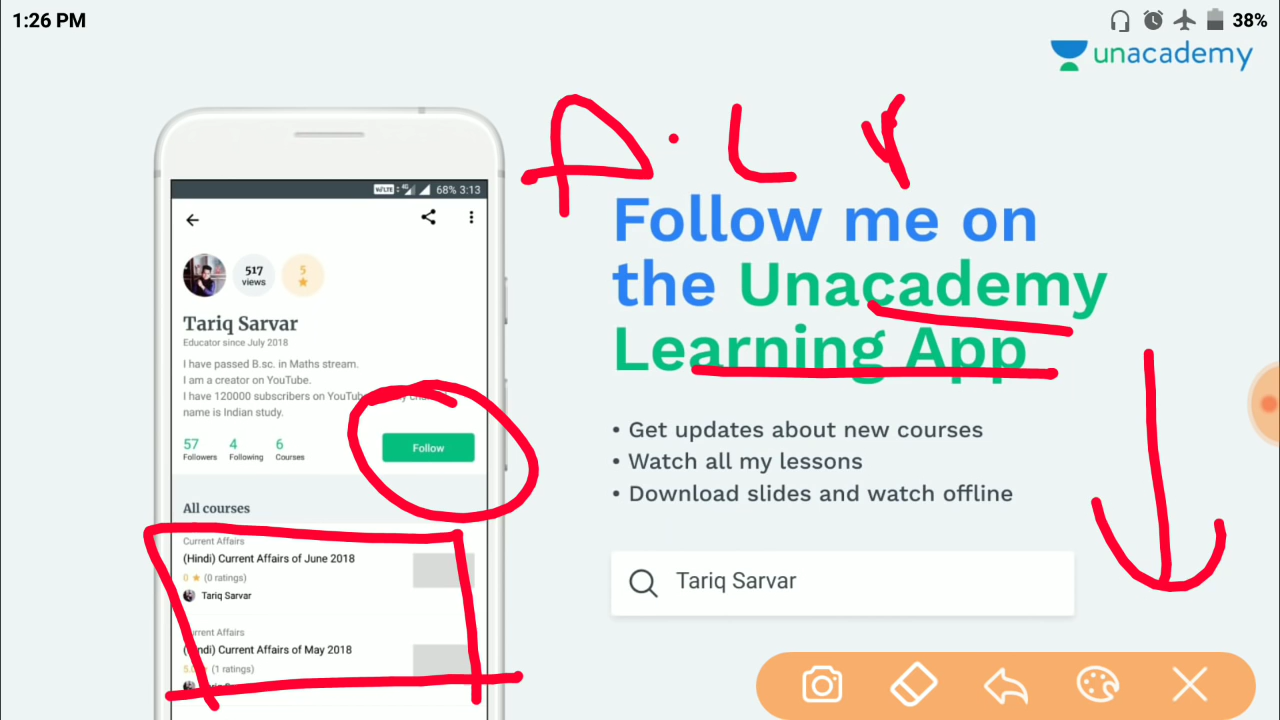 1:26 PM
38%
unacademy
68% 3:13
517
views
5
Tariq Sarvar
Educator since July 2018
I have passed B.sc. in Maths stream.
I am a creator on YouTube.
I have 120000 subscribers on
name is Indian study.
57
Followers
4
Following
6
Courses
Follow
All courses
Current Affairs
(Hindi) Current Affairs of June 2018
0 ★ (0 ratings)
Tariq Sarvar
Current Affairs
(Hindi) Current Affairs of May 2018
(1 ratings)
Follow me on
the Unacademy
Learning App
• Get updates about new courses
• Watch all my lessons
• Download slides and watch offline
Tariq Sarvar